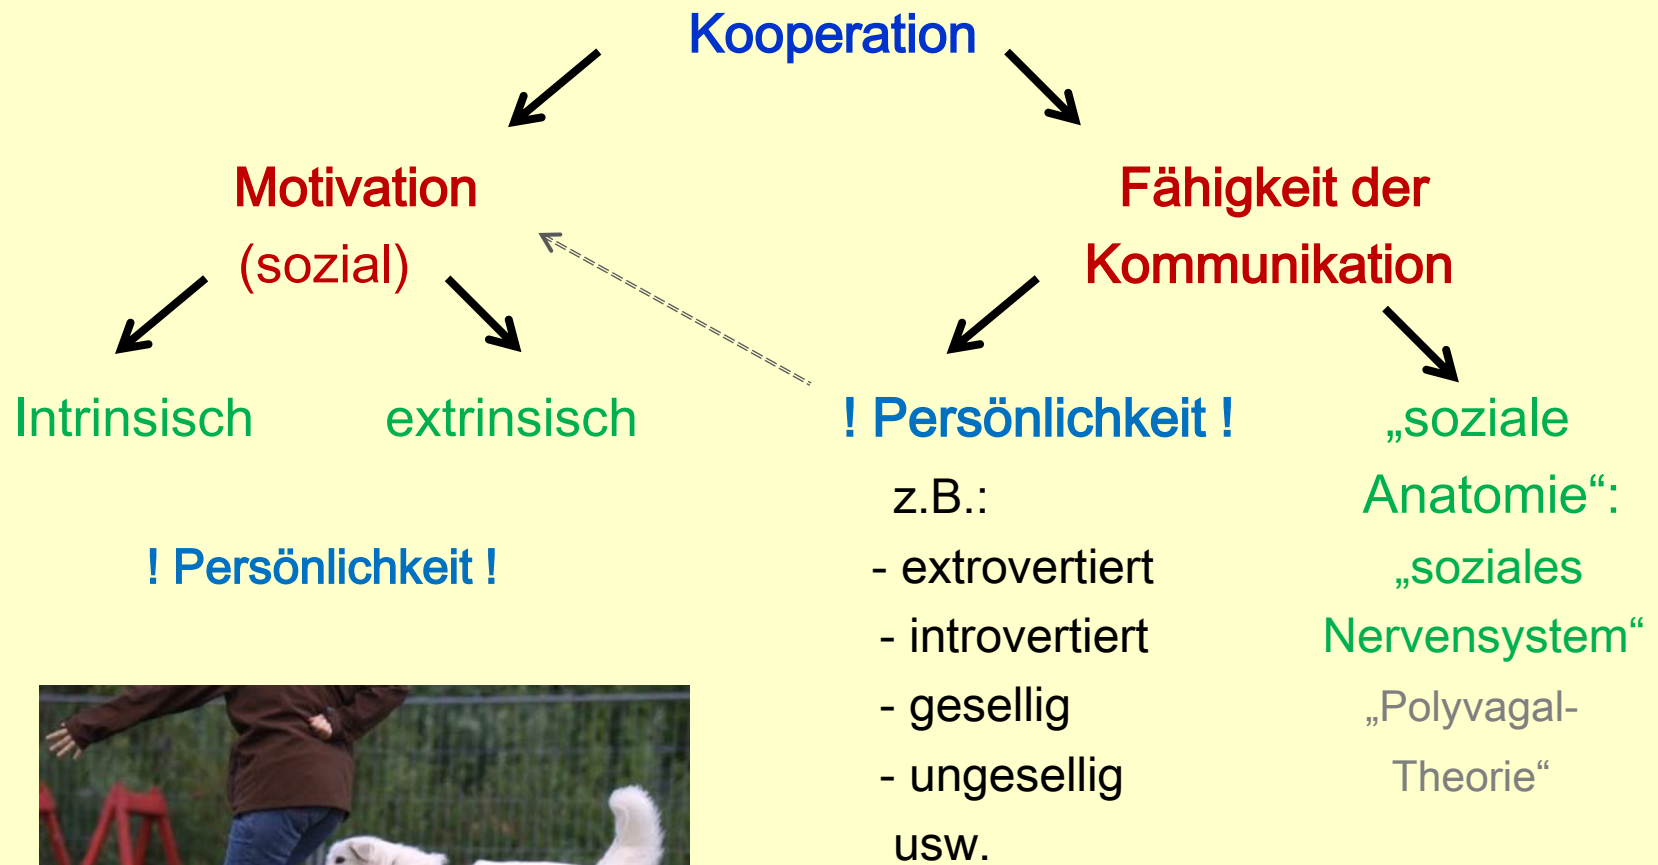 Kooperation
Motivation
(sozial)
Fähigkeit der
Kommunikation
Intrinsisch
extrinsisch
! Persönlichkeit !
! Persönlichkeit !
z.B.:
- extrovertiert
- introvertiert
- gesellig
- ungesellig
usw.
„soziale
Anatomie“:
„soziales
Nervensystem“
„Polyvagal-
Theorie“